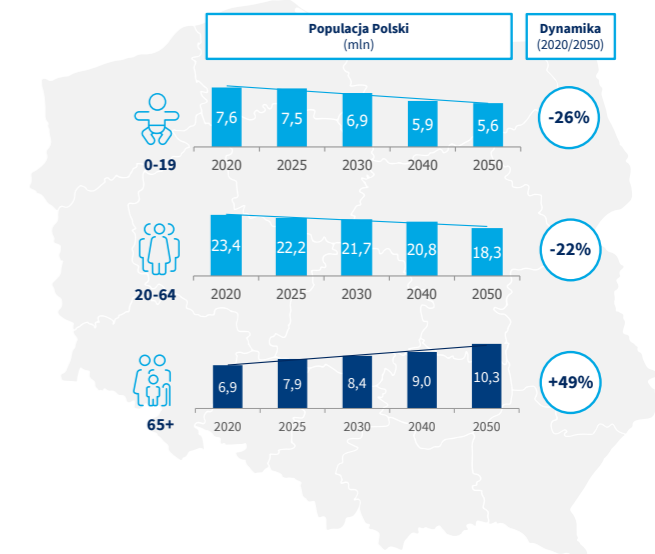 Populacja Polski
(mln)
Dynamika
(2020/2050)
7,6 7,5 6,9 5,9 5,6
-26%
0-19 2020 2025 2030 2040 2050
23,4 22,2 21,7 20,8 18,3
-22%
20-64 2020 2025 2030 2040 2050
6,9 7,9 8,4 9,0 10,3
+49%
65+ 2020 2025 2030 2040 2050